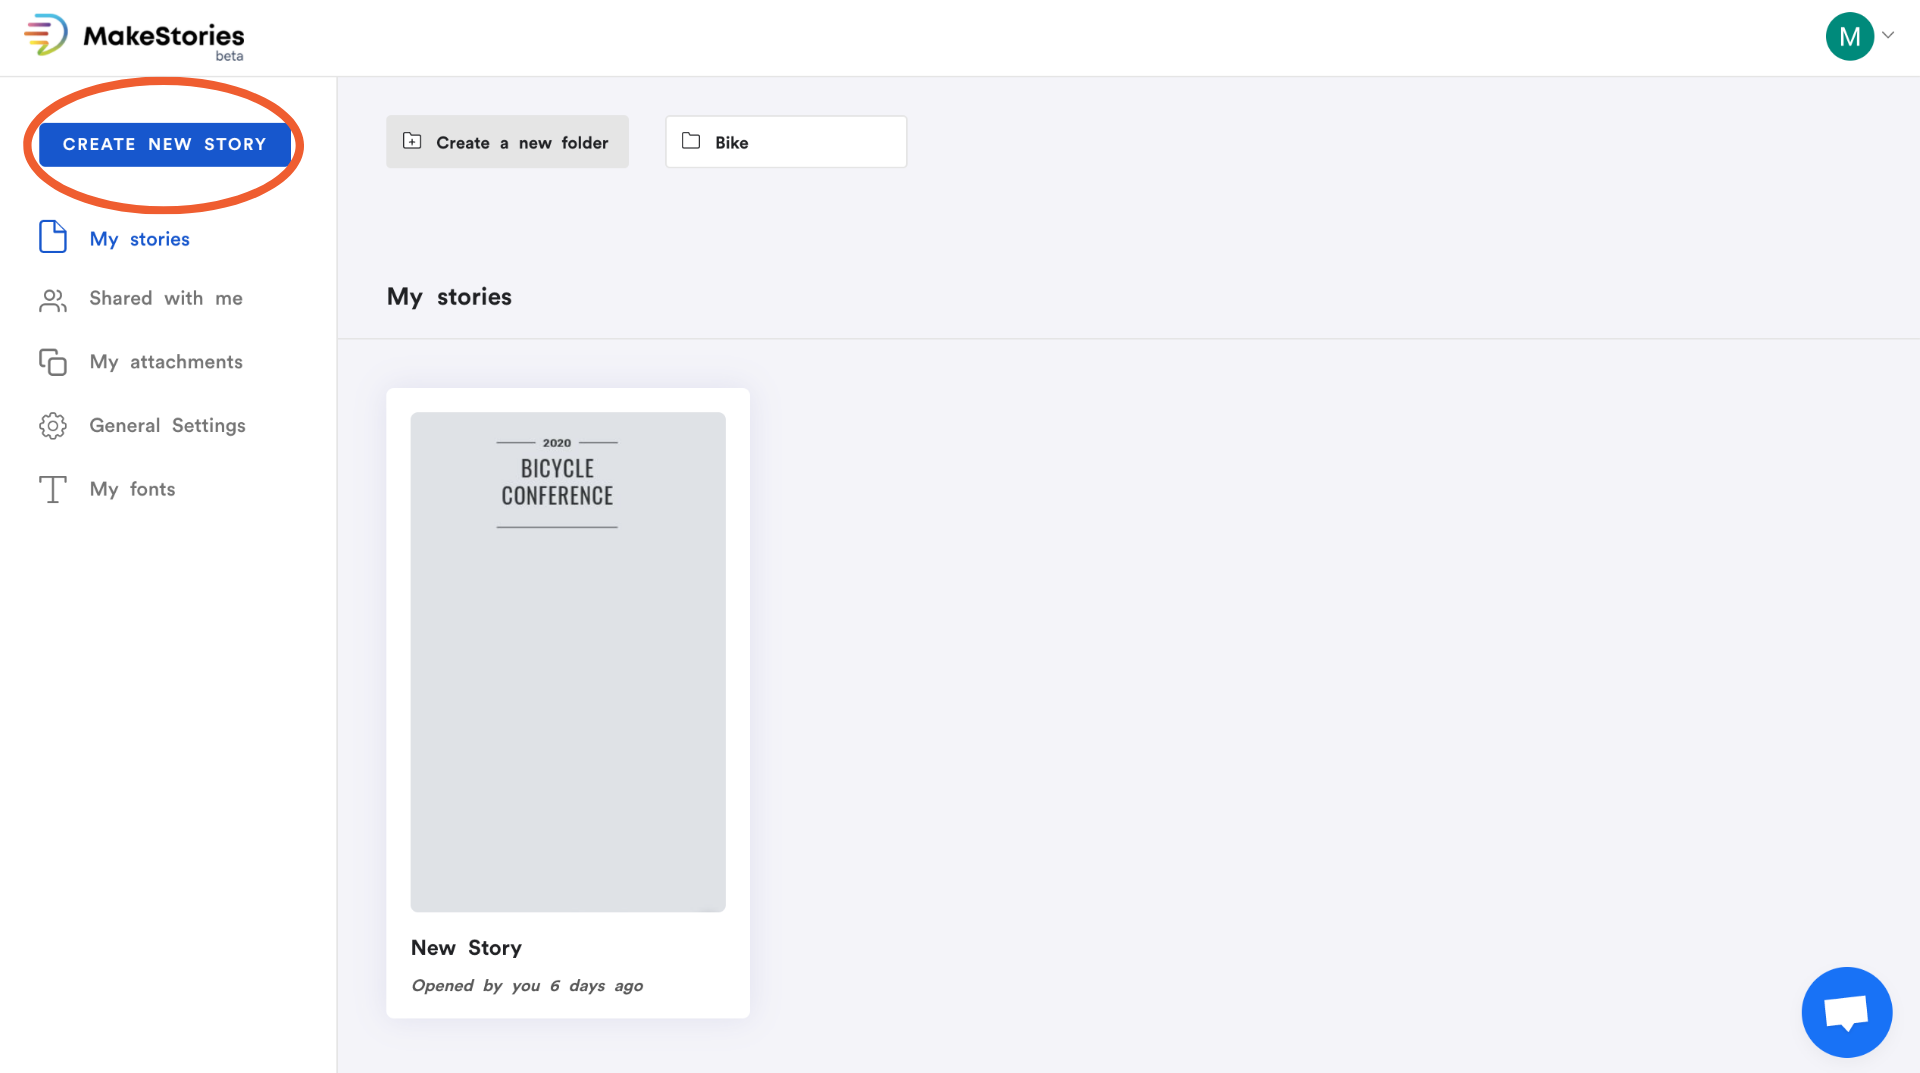 MakeStories
beta
M
CREATE NEW STORY
My stories
Shared with me
My attachments
General Settings
My fonts
Create a new folder
Bike
My stories
2020
BICYCLE
CONFERENCE
New Story
Opened by you 6 days ago